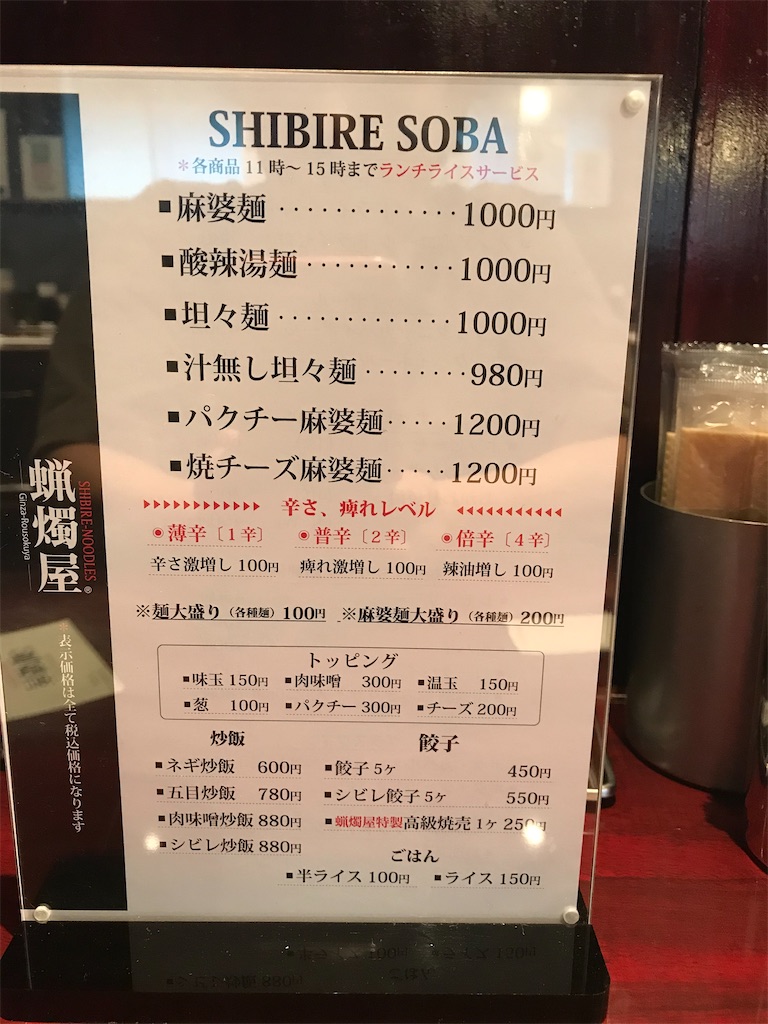 SHIBIRE SOBA
＊各商品11時〜15時までランチライスサービス
■麻婆麺 ･････････････1000円
■酸辣湯麺 ･･･････････1000円
■坦々麺 ･････････････1000円
■汁無し坦々麺 ････････980円
■パクチー麻婆麺･････1200円
■焼チーズ麻婆麺･････1200円
辛さ、痺れレベル
◉薄辛〔1辛〕 ◉普辛〔2辛〕 ◉倍辛〔4辛〕
辛さ激増し 100円 痺れ激増し 100円 辣油増し 100円
※麺大盛り（各種麺）100円 ※麻婆麺大盛り（各種麺）200円
トッピング
■味玉 150円 ■肉味噌 300円 ■温玉 150円
■葱 100円 ■パクチー 300円 ■チーズ 200円
炒飯
■ネギ炒飯 600円
■五目炒飯 780円
■肉味噌炒飯 880円
■シビレ炒飯 880円
餃子
■餃子 5ケ 450円
■シビレ餃子 5ケ 550円
■蝋燭屋特製高級焼売 1ケ 250円
ごはん
■半ライス 100円 ■ライス 150円
SHIBIRE-NOODLES®
蝋燭屋
Ginza-Rousokuya
＊表示価格は全て税込価格になります